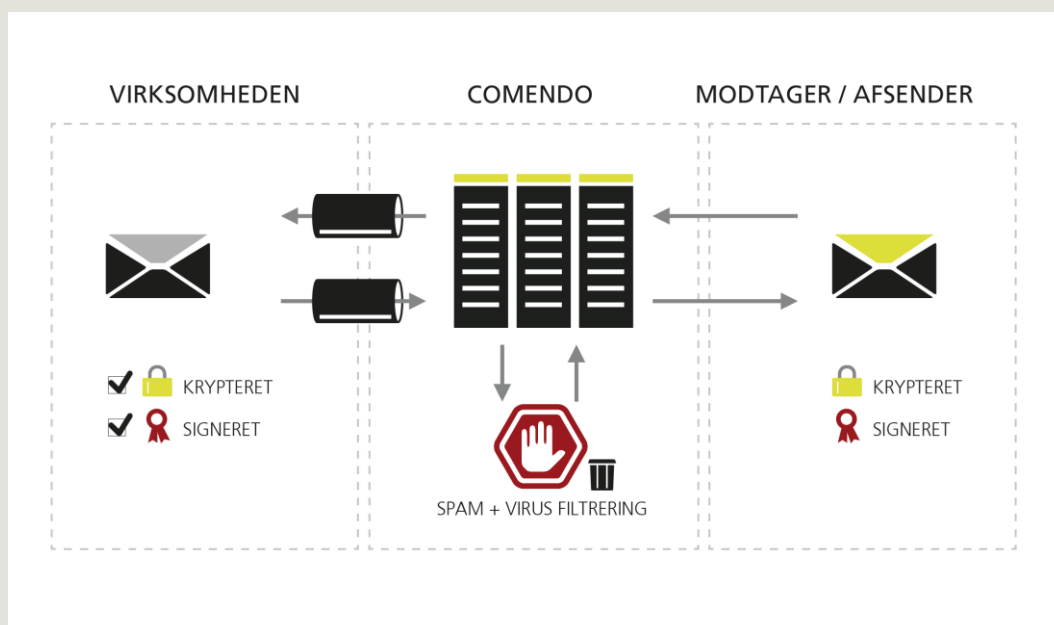 VIRKSOMHEDEN
COMENDO
MODTAGER / AFSENDER
KRYPTERET
SIGNERET
SPAM + VIRUS FILTRERING
KRYPTERET
SIGNERET